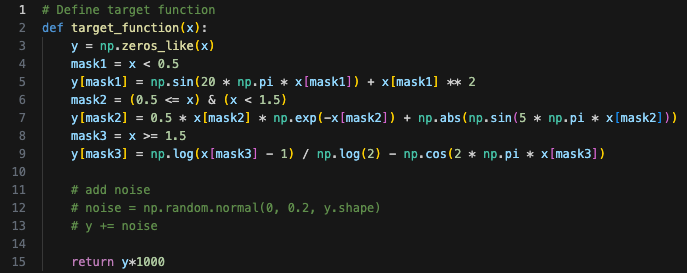 1 # Define target function
2 def target_function(x):
3     y = np.zeros_like(x)
4     mask1 = x < 0.5
5     y[mask1] = np.sin(20 * np.pi * x[mask1]) + x[mask1] ** 2
6     mask2 = (0.5 <= x) & (x < 1.5)
7     y[mask2] = 0.5 * x[mask2] * np.exp(-x[mask2]) + np.abs(np.sin(5 * np.pi * x[mask2]))
8     mask3 = x >= 1.5
9     y[mask3] = np.log(x[mask3] - 1) / np.log(2) - np.cos(2 * np.pi * x[mask3])
10
11     # add noise
12     # noise = np.random.normal(0, 0.2, y.shape)
13     # y += noise
14
15     return y*1000